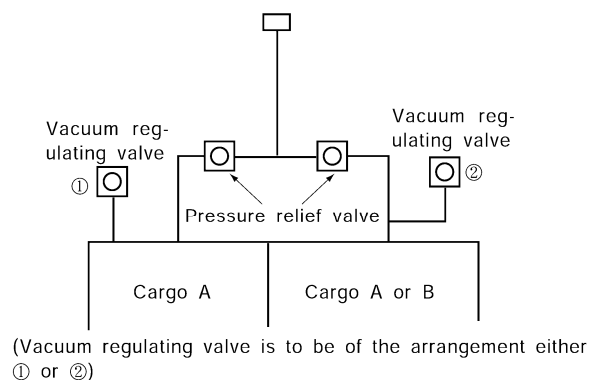 Vacuum reg-
ulating valve
①
Vacuum reg-
ulating valve
②
Pressure relief valve
Cargo A
Cargo A or B
(Vacuum regulating valve is to be of the arrangement either
① or ②)